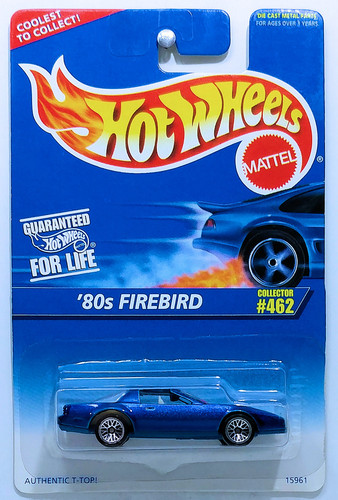 COOLEST
TO COLLECT!
DIE CAST METAL PARTS
FOR AGES OVER 3 YEARS
HOT WHEELS
®
MATTEL
GUARANTEED
HOT WHEELS
®
FOR LIFE
'80s FIREBIRD
COLLECTOR
#462
AUTHENTIC T-TOP!
15961